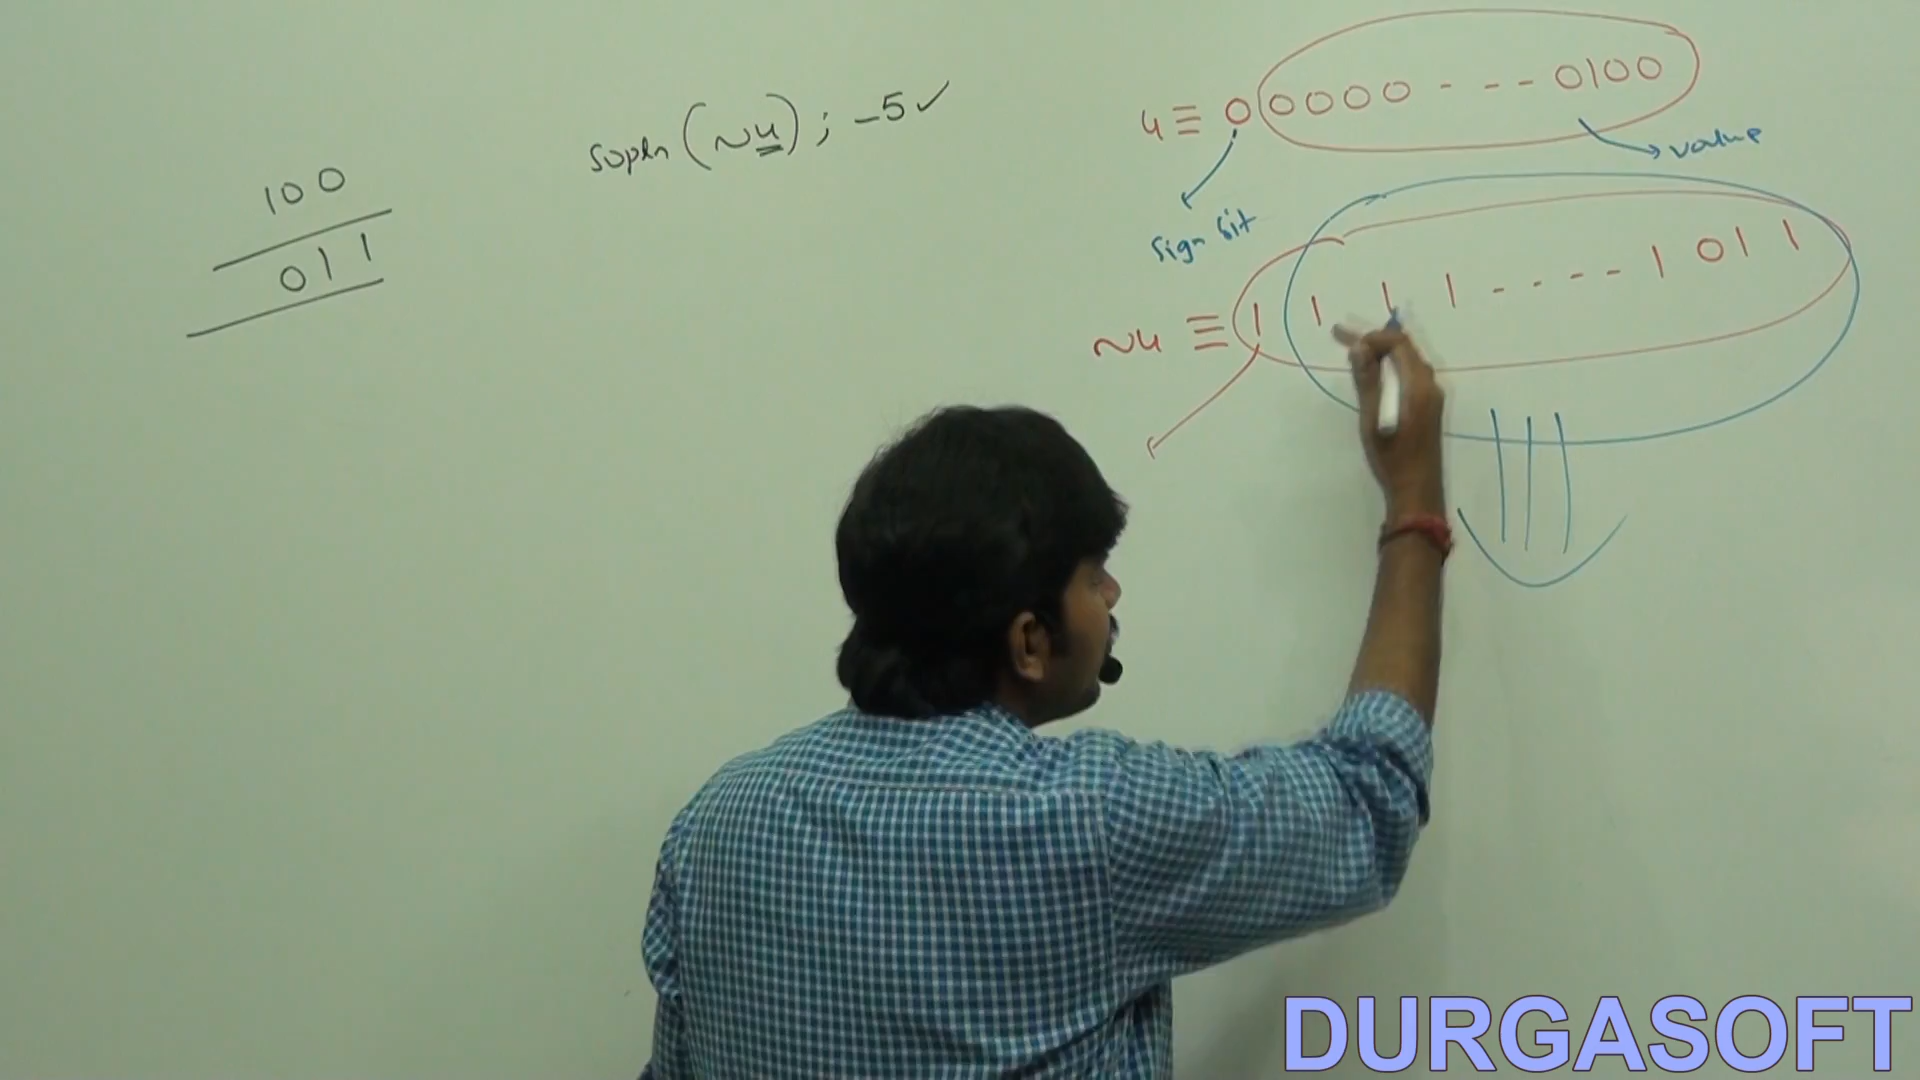 100
011
Sopln (~4); -5 ✓
4 ≡ 0 0000 - - - 0100
value
Sign bit
~4 ≡ 1 1 1 1 - - - - 1 0 1 1
DURGASOFT